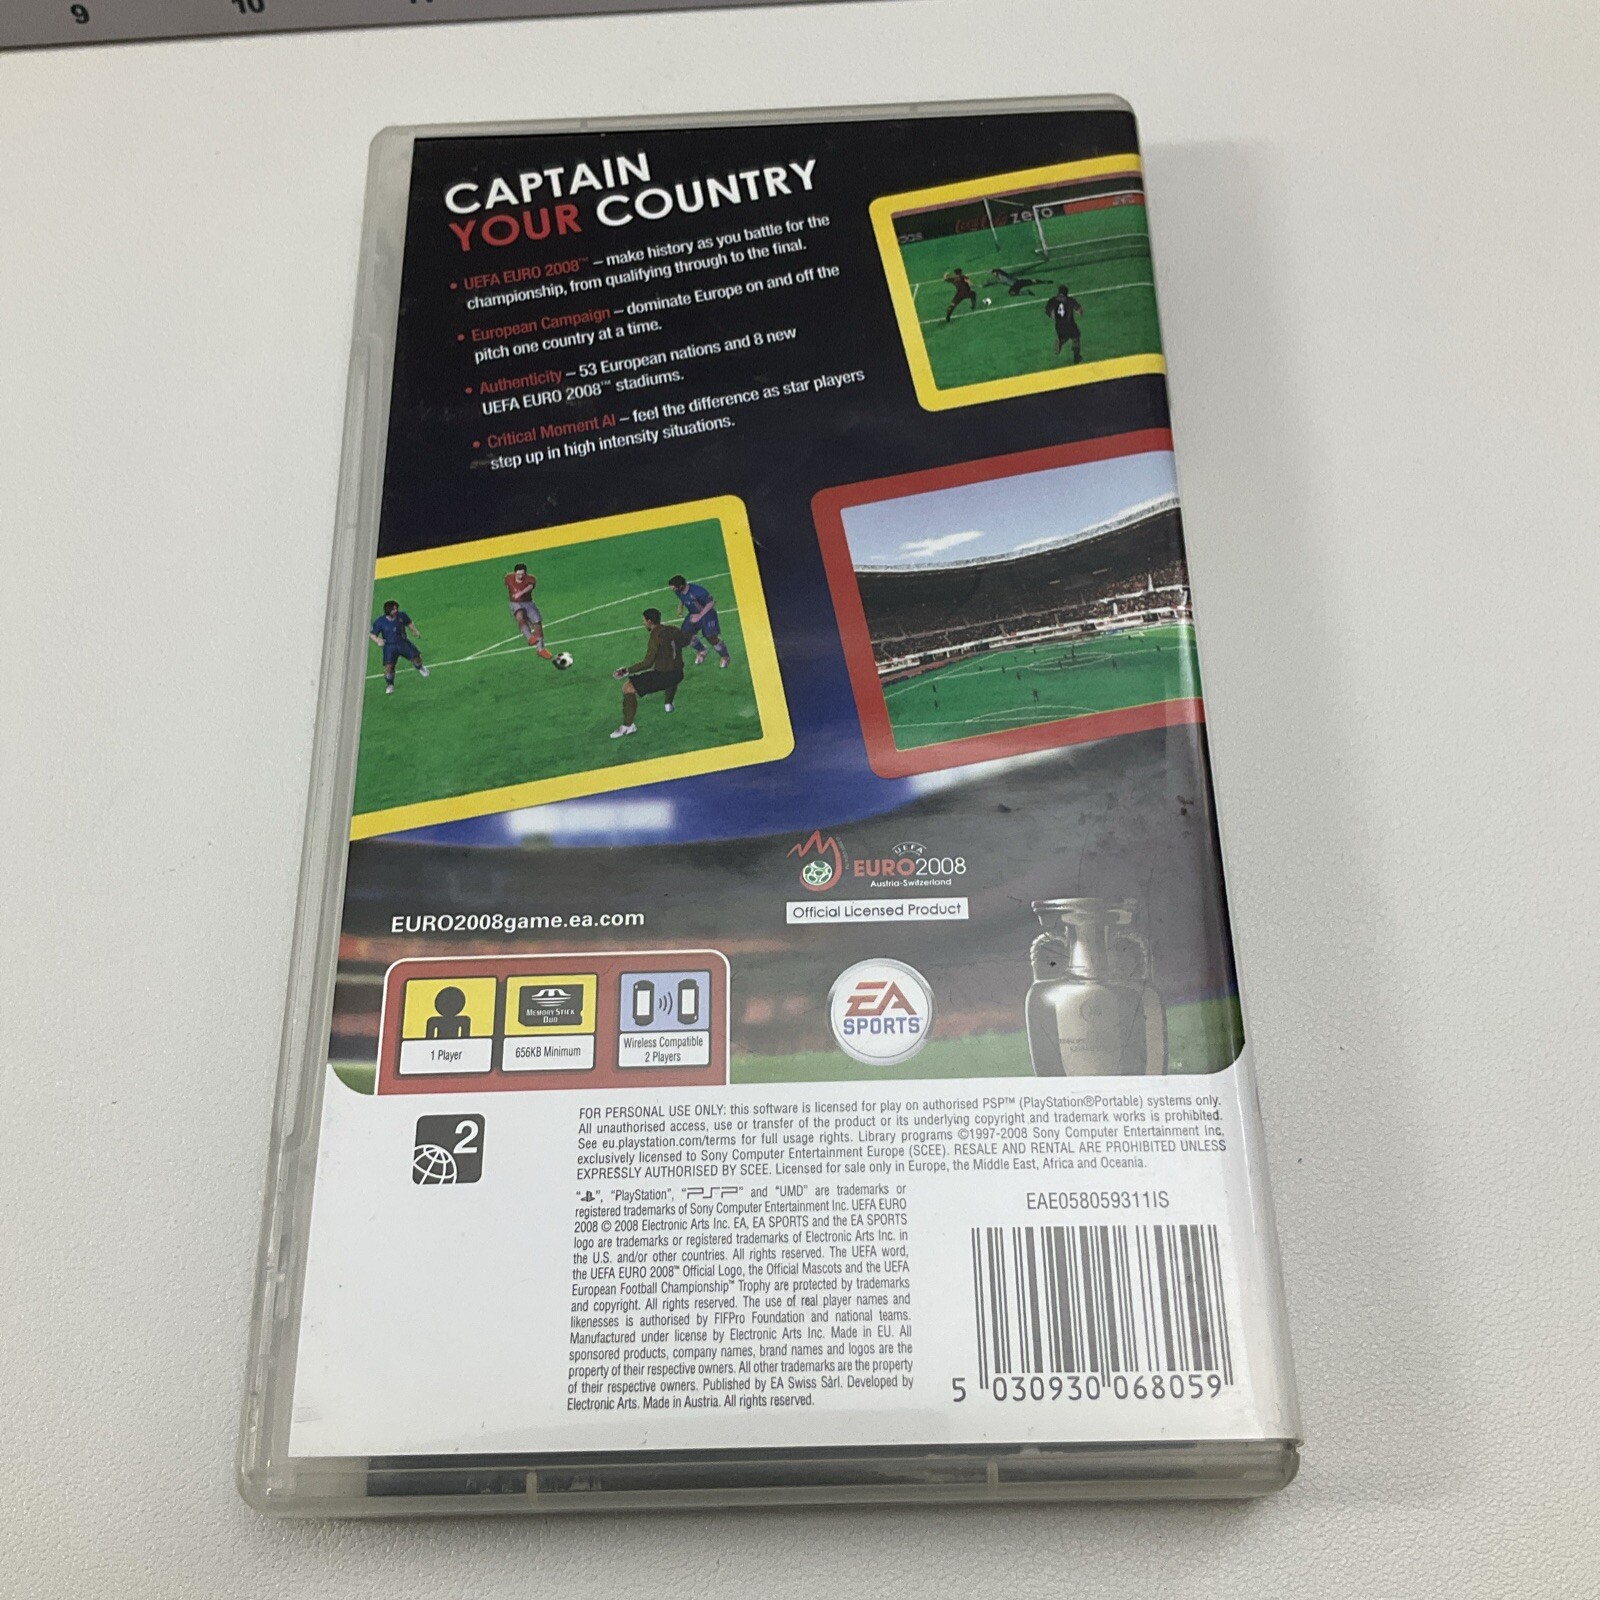 9
10
CAPTAIN
YOUR COUNTRY
• UEFA EURO 2008™ – make history as you battle for the
championship, from qualifying through to the final.
• European Campaign – dominate Europe on and off the
pitch one country at a time.
• Authenticity – 53 European nations and 8 new
UEFA EURO 2008™ stadiums.
• Critical Moment AI – feel the difference as star players
step up in high intensity situations.
zero
4
UEFA
EURO2008
Austria-Switzerland
Official Licensed Product
EURO2008game.ea.com
EA
SPORTS
MEMORY STICK
DUO
1 Player
656KB Minimum
Wireless Compatible
2 Players
TM
2
FOR PERSONAL USE ONLY: this software is licensed for play on authorised PSP™ (PlayStation®Portable) systems only.
All unauthorised access, use or transfer of the product or its underlying copyright and trademark works is prohibited.
See eu.playstation.com/terms for full usage rights. Library programs ©1997-2008 Sony Computer Entertainment Inc.
exclusively licensed to Sony Computer Entertainment Europe (SCEE). RESALE AND RENTAL ARE PROHIBITED UNLESS
EXPRESSLY AUTHORISED BY SCEE. Licensed for sale only in Europe, the Middle East, Africa and Oceania.
"PlayStation", "PSP" and "UMD" are trademarks or
registered trademarks of Sony Computer Entertainment Inc. UEFA EURO
2008 © 2008 Electronic Arts Inc. EA, EA SPORTS and the EA SPORTS
logo are trademarks or registered trademarks of Electronic Arts Inc. in
the U.S. and/or other countries. All rights reserved. The UEFA word,
the UEFA EURO 2008™ Official Logo, the Official Mascots and the UEFA
European Football Championship™ Trophy are protected by trademarks
and copyright. All rights reserved. The use of real player names and
likenesses is authorised by FIFPro Foundation and national teams.
Manufactured under license by Electronic Arts Inc. Made in EU. All
sponsored products, company names, brand names and logos are the
property of their respective owners. All other trademarks are the property
of their respective owners. Published by EA Swiss Sàrl. Developed by
Electronic Arts. Made in Austria. All rights reserved.
EAE058059311IS
5 030930 068059